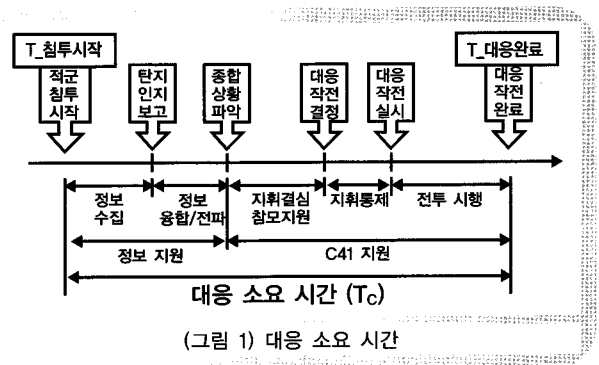 T_침투시작
T_대응완료
적군
침투
시작
탄지
인지
보고
종합
상황
파악
대응
작전
결정
대응
작전
실시
대응
작전
완료
정보
수집
정보
융합/전파
지휘결심
참모지원
지휘통제
전투 시행
정보 지원
C41 지원
대응 소요 시간 (TC)
(그림 1) 대응 소요 시간